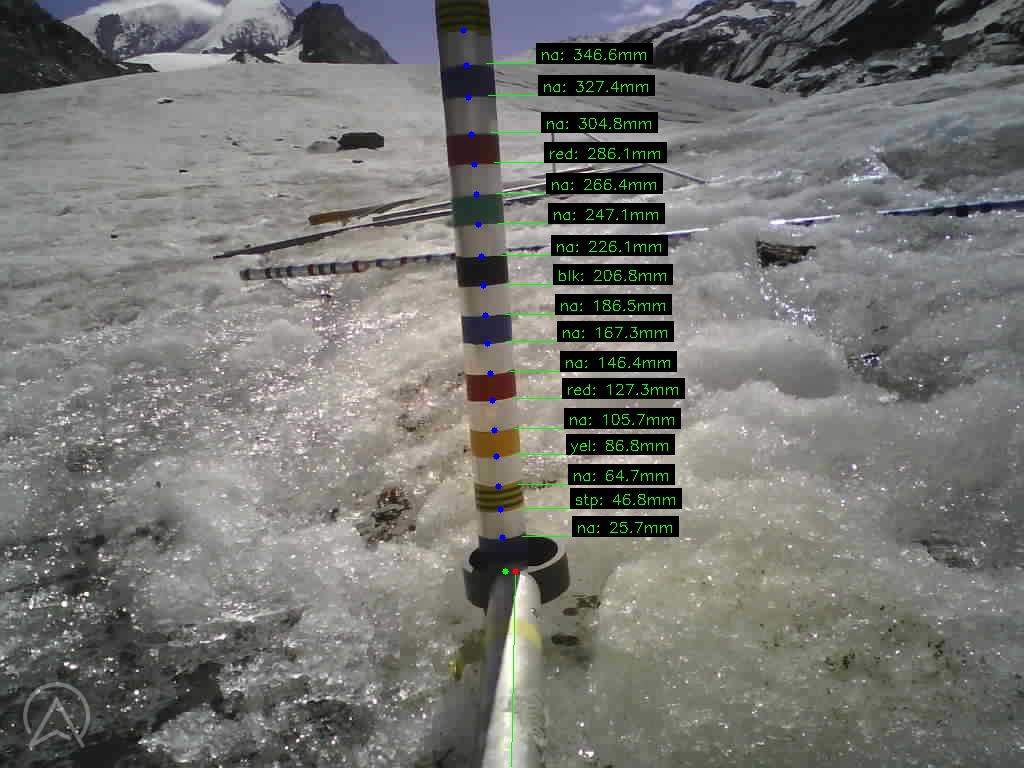 na: 346.6mm
na: 327.4mm
na: 304.8mm
red: 286.1mm
na: 266.4mm
na: 247.1mm
na: 226.1mm
blk: 206.8mm
na: 186.5mm
na: 167.3mm
na: 146.4mm
red: 127.3mm
na: 105.7mm
yel: 86.8mm
na: 64.7mm
stp: 46.8mm
na: 25.7mm